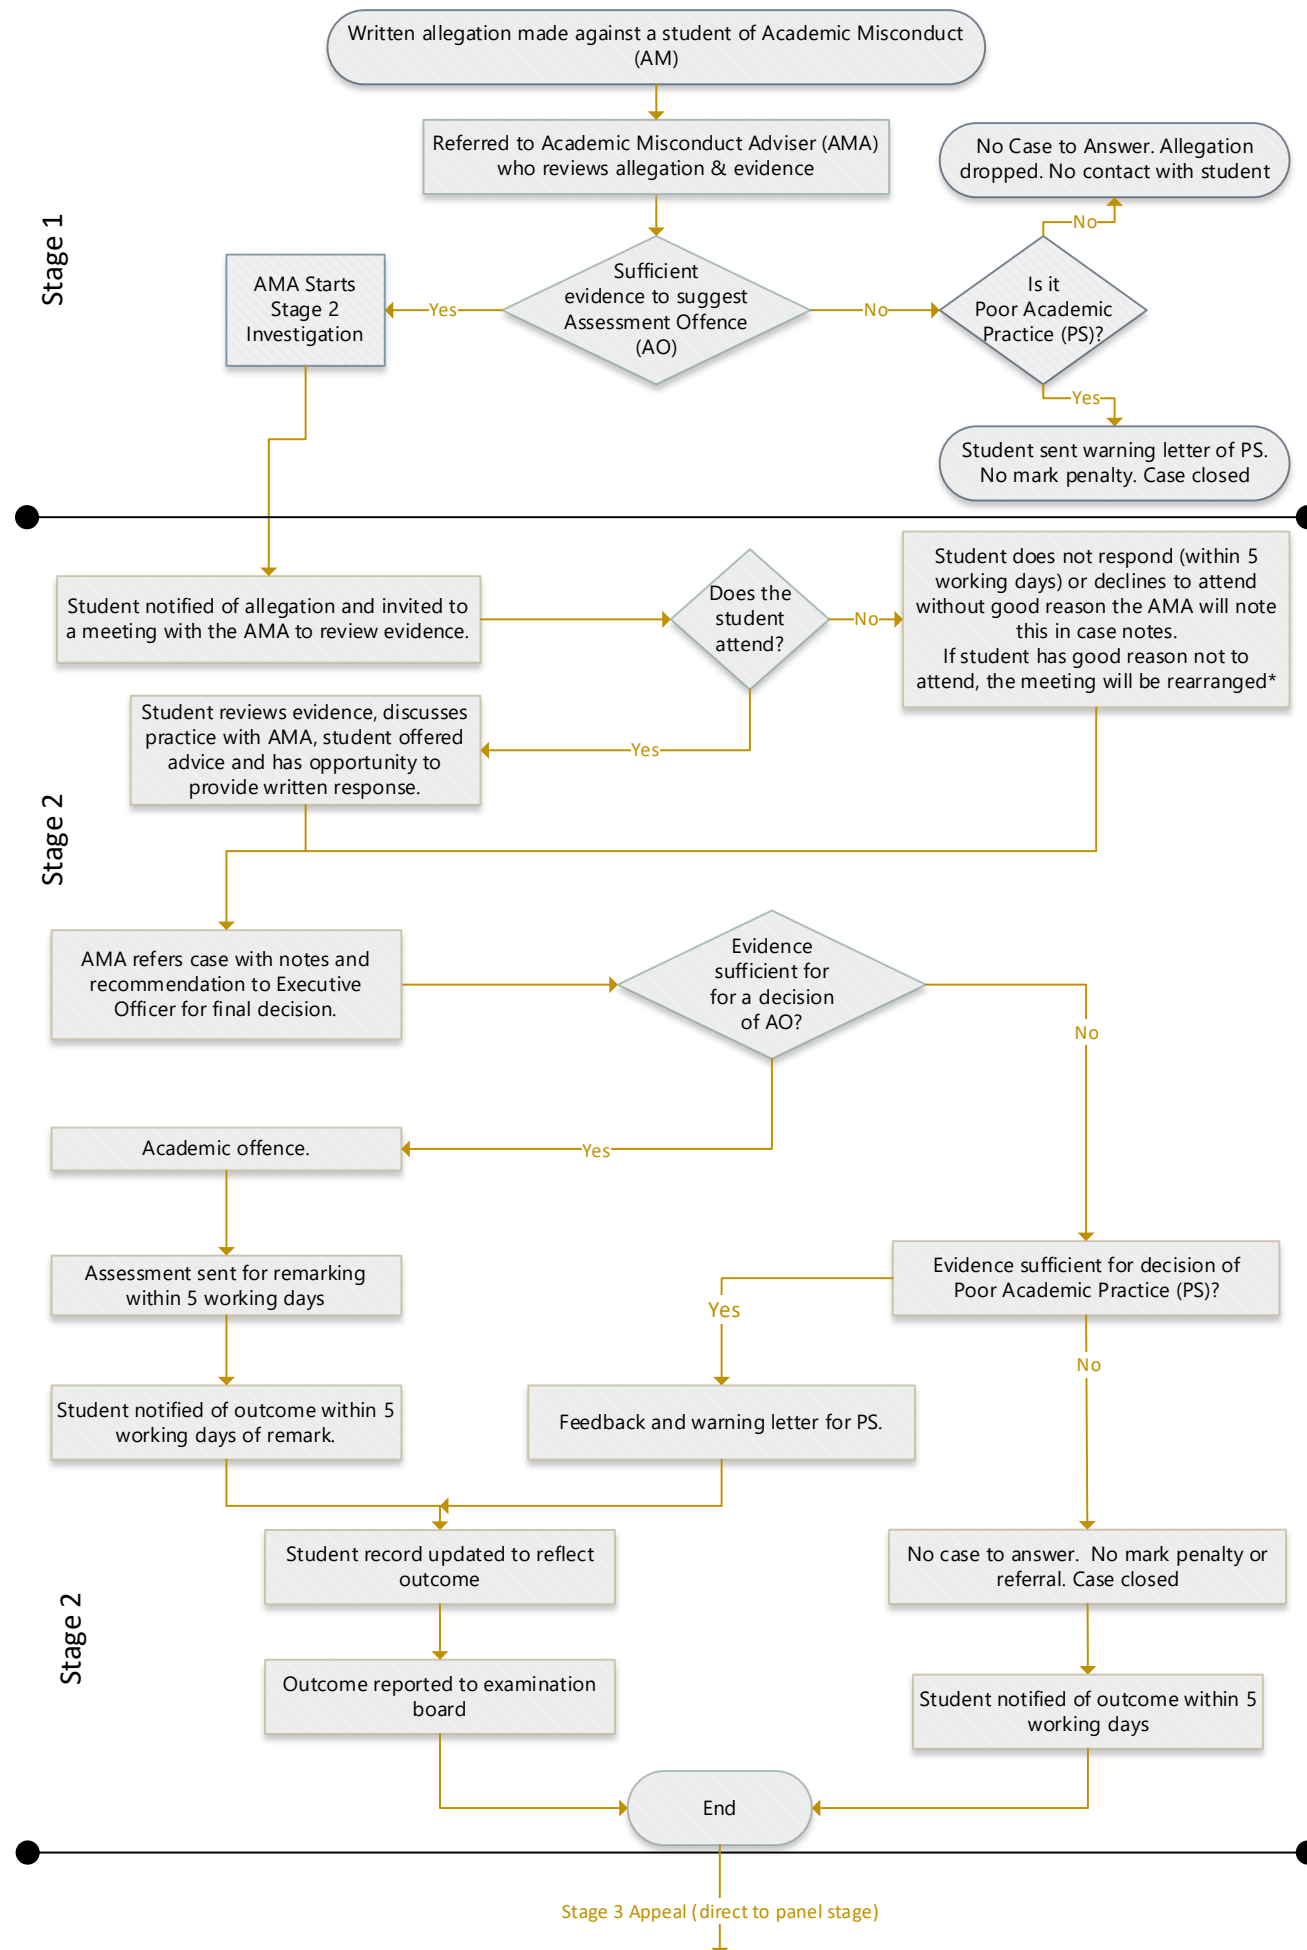 Written allegation made against a student of Academic Misconduct
(AM)
Referred to Academic Misconduct Adviser (AMA)
who reviews allegation & evidence
No Case to Answer. Allegation
dropped. No contact with student
No
Stage 1
AMA Starts
Stage 2
Investigation
Yes
Sufficient
evidence to suggest
Assessment Offence
(AO)
No
Is it
Poor Academic
Practice (PS)?
Yes
Student sent warning letter of PS.
No mark penalty. Case closed
Student notified of allegation and invited to
a meeting with the AMA to review evidence.
Does the
student
attend?
No
Student does not respond (within 5
working days) or declines to attend
without good reason the AMA will note
this in case notes.
If student has good reason not to
attend, the meeting will be rearranged*
Student reviews evidence, discusses
practice with AMA, student offered
advice and has opportunity to
provide written response.
Yes
Stage 2
AMA refers case with notes and
recommendation to Executive
Officer for final decision.
Evidence
sufficient for
for a decision
of AO?
No
Academic offence.
Yes
Assessment sent for remarking
within 5 working days
Evidence sufficient for decision of
Poor Academic Practice (PS)?
Yes
No
Student notified of outcome within 5
working days of remark.
Feedback and warning letter for PS.
Student record updated to reflect
outcome
No case to answer.  No mark penalty or
referral. Case closed
Stage 2
Outcome reported to examination
board
Student notified of outcome within 5
working days
End
Stage 3 Appeal (direct to panel stage)